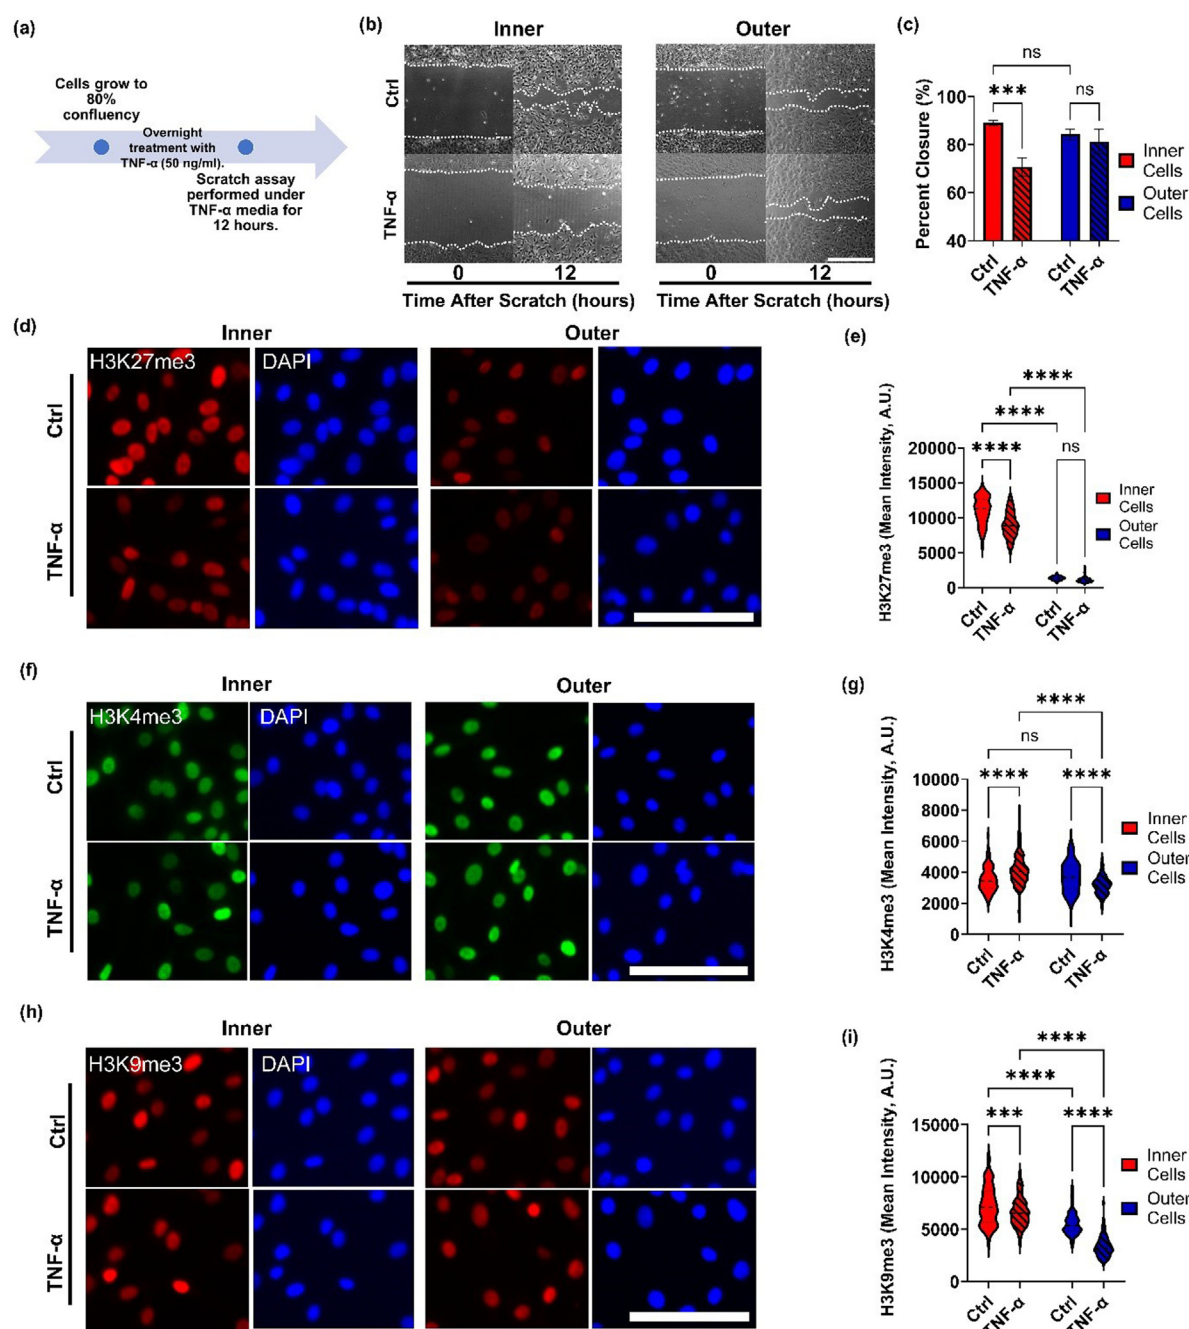 (a)
Cells grow to
80%
confluency
Overnight
treatment with
TNF-α (50 ng/ml).
Scratch assay
performed under
TNF-α media for
12 hours.
(b)
Inner
Outer
Ctrl
TNF-α
0
12
0
12
Time After Scratch (hours)
Time After Scratch (hours)
(c)
ns
***
ns
Percent Closure (%)
100
80
60
40
Ctrl
TNF-α
Ctrl
TNF-α
Inner
Cells
Outer
Cells
(d)
Inner
Outer
H3K27me3
DAPI
Ctrl
TNF-α
(e)
****
****
****
ns
H3K27me3 (Mean Intensity, A.U.)
20000
15000
10000
5000
0
Ctrl
TNF-α
Ctrl
TNF-α
Inner
Cells
Outer
Cells
(f)
Inner
Outer
H3K4me3
DAPI
Ctrl
TNF-α
(g)
****
ns
****
****
H3K4me3 (Mean Intensity, A.U.)
10000
8000
6000
4000
2000
0
Ctrl
TNF-α
Ctrl
TNF-α
Inner
Cells
Outer
Cells
(h)
Inner
Outer
H3K9me3
DAPI
Ctrl
TNF-α
(i)
****
****
***
****
H3K9me3 (Mean Intensity, A.U.)
15000
10000
5000
0
Ctrl
TNF-α
Ctrl
TNF-α
Inner
Cells
Outer
Cells